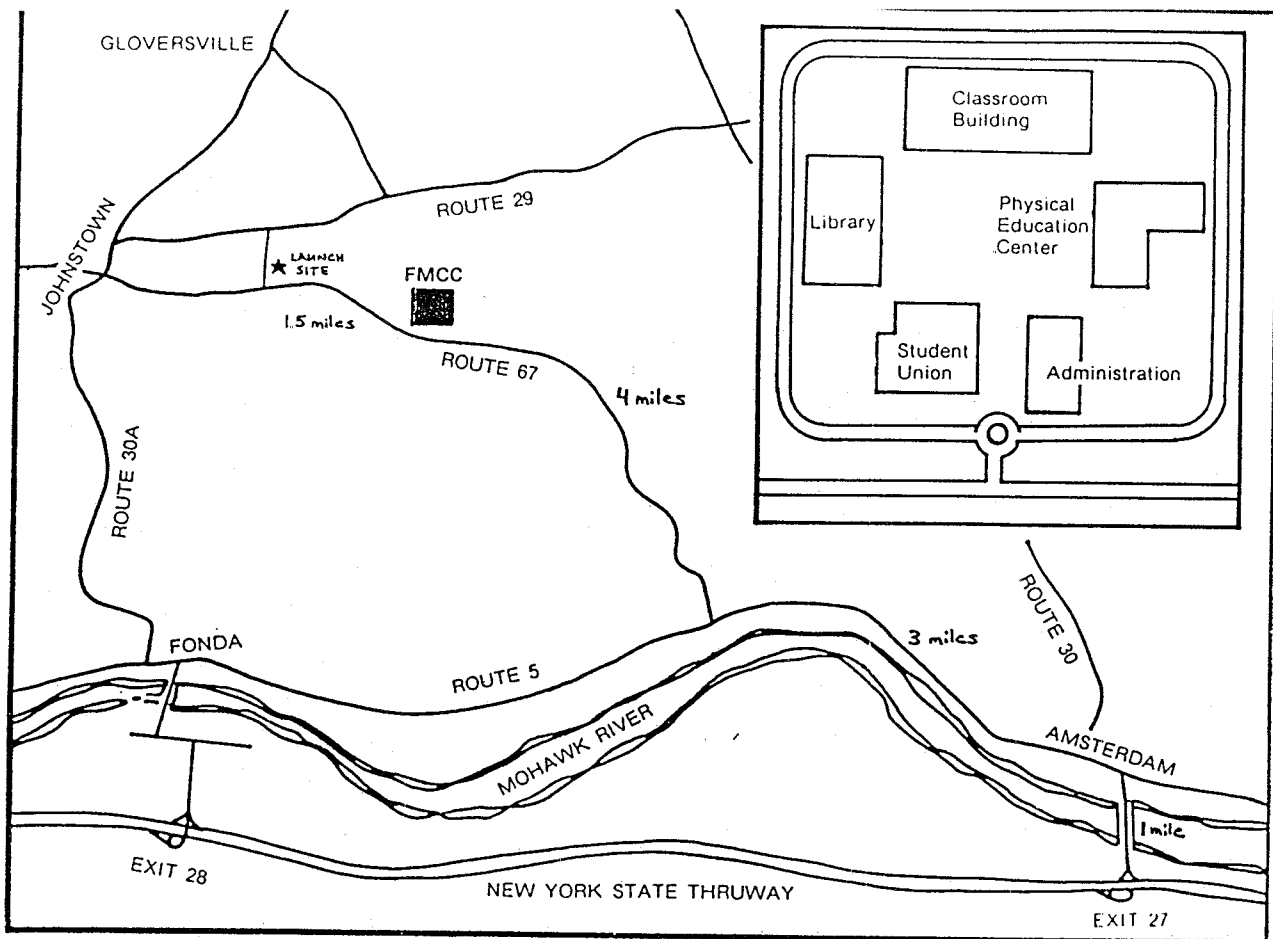 GLOVERSVILLE
Classroom
Building
Library
Physical
Education
Center
Student
Union
Administration
ROUTE 29
JOHNSTOWN
LAUNCH
SITE
FMCC
1.5 miles
ROUTE 67
4 miles
ROUTE 30A
ROUTE 30
FONDA
3 miles
ROUTE 5
MOHAWK RIVER
AMSTERDAM
1 mile
EXIT 28
NEW YORK STATE THRUWAY
EXIT 27